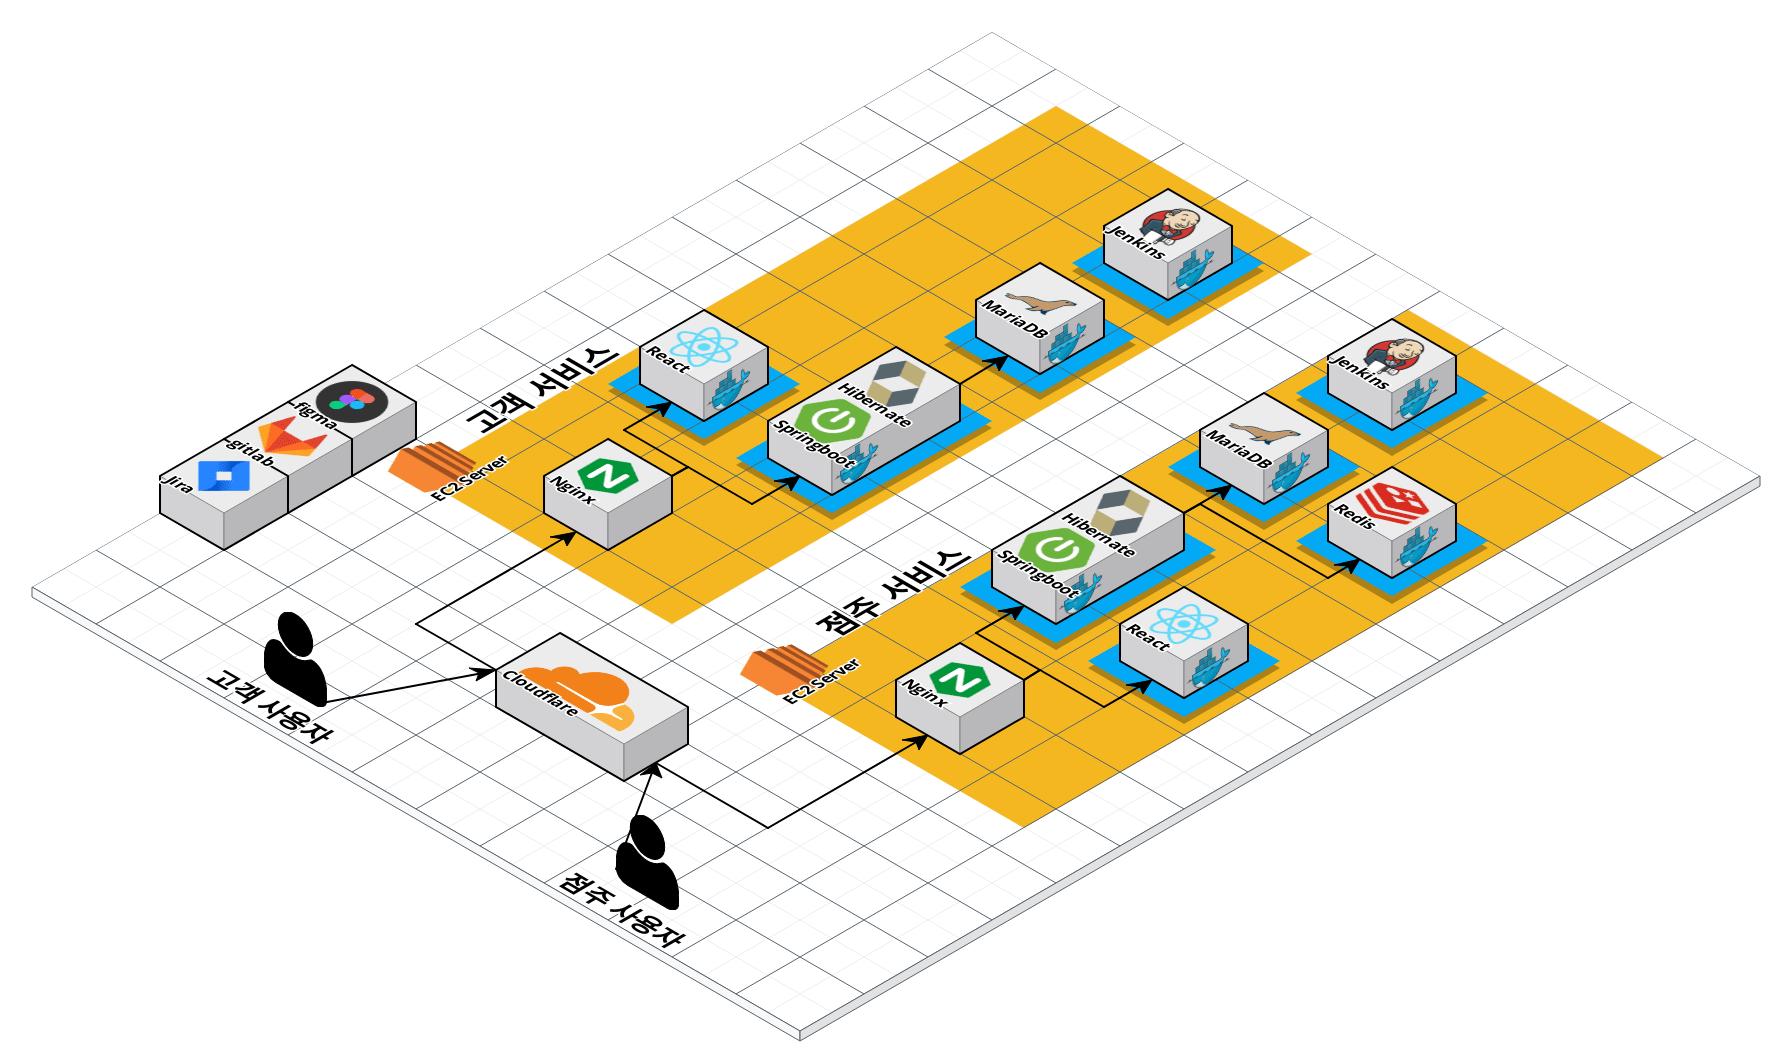 Jenkins
MariaDB
React
고객 서비스
Hibernate
Springboot
figma
gitlab
Jira
EC2 Server
Nginx
Jenkins
MariaDB
Redis
Hibernate
Springboot
점주 서비스
React
EC2 Server
Nginx
Cloudflare
고객 사용자
점주 사용자